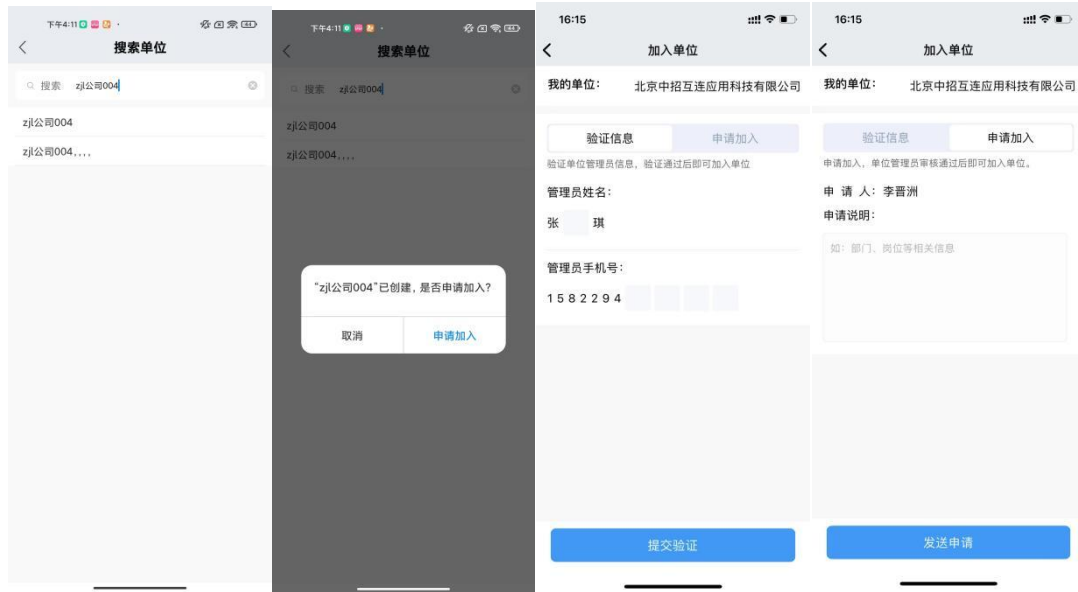 下午4:11
搜索单位
搜索 zjl公司004
zjl公司004
zjl公司004,,,,
下午4:11
搜索单位
搜索 zjl公司004
zjl公司004
zjl公司004,,,,
“zjl公司004”已创建，是否申请加入？
取消 申请加入
16:15
加入单位
我的单位： 北京中招互连应用科技有限公司
验证信息 申请加入
验证单位管理员信息，验证通过后即可加入单位
管理员姓名：
张 琪
管理员手机号：
1582294
提交验证
16:15
加入单位
我的单位： 北京中招互连应用科技有限公司
验证信息 申请加入
申请加入，单位管理员审核通过后即可加入单位。
申 请 人：李晋洲
申请说明：
如：部门、岗位等相关信息
发送申请